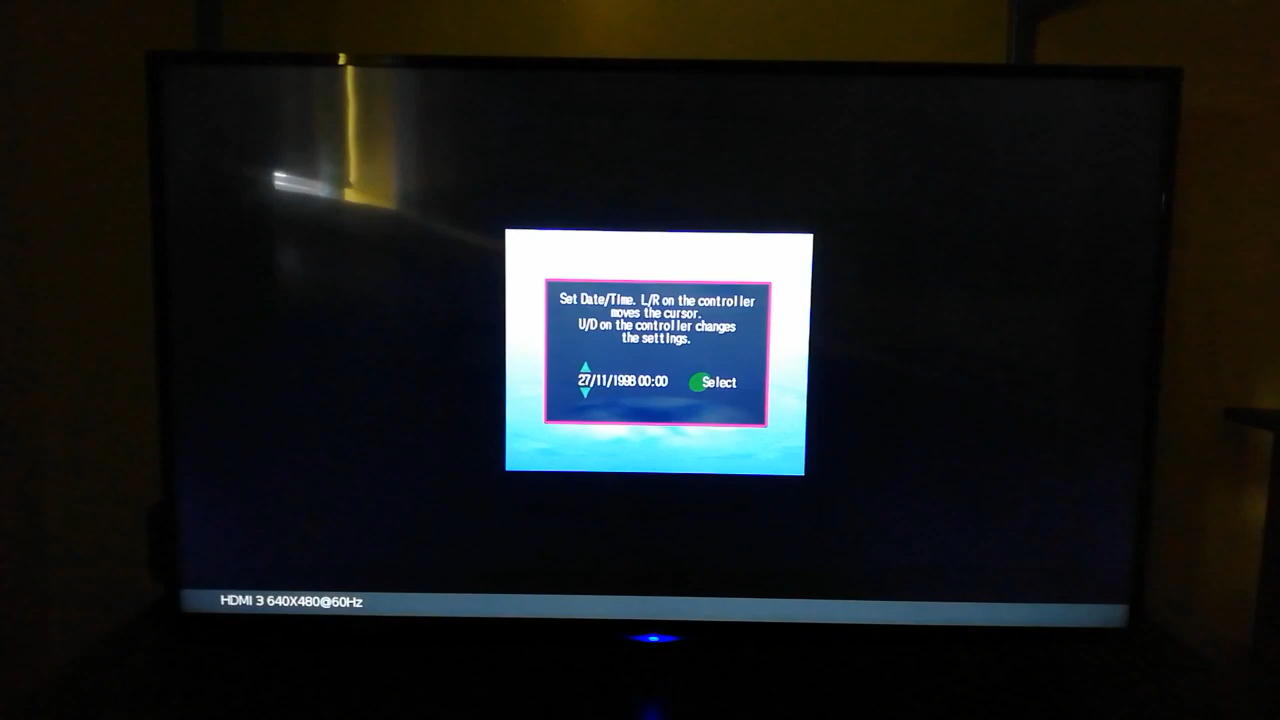 Set Date/Time. L/R on the controller
moves the cursor.
U/D on the controller changes
the settings.
27/11/1998 00:00 Select
HDMI 3 640X480@60Hz